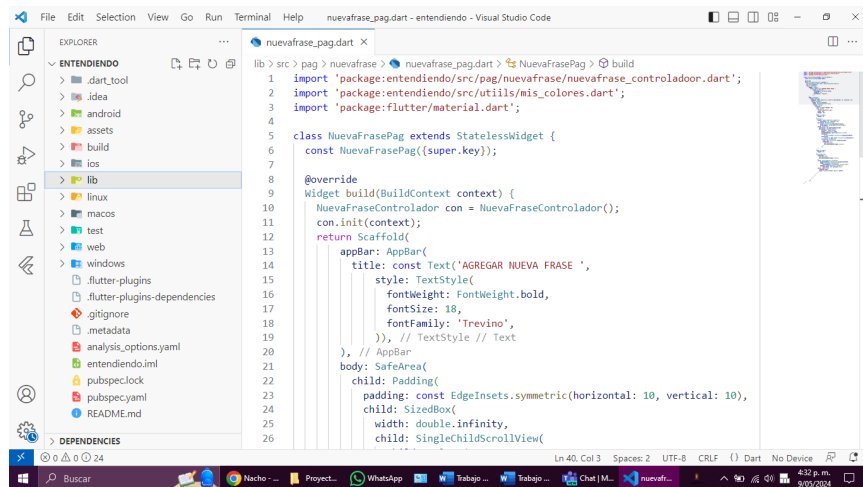 File Edit Selection View Go Run Terminal Help nuevafrase_pag.dart - entendiendo - Visual Studio Code
EXPLORER
nuevafrase_pag.dart
ENTENDIENDO
lib > src > pag > nuevafrase > nuevafrase_pag.dart > NuevaFrasePag > build
.dart_tool
.idea
android
assets
build
ios
lib
linux
macos
test
web
windows
.flutter-plugins
.flutter-plugins-dependencies
.gitignore
.metadata
analysis_options.yaml
entendiendo.iml
pubspec.lock
pubspec.yaml
README.md
DEPENDENCIES
1 import 'package:entendiendo/src/pag/nuevafrase/nuevafrase_controladoor.dart';
2 import 'package:entendiendo/src/utiils/mis_colores.dart';
3 import 'package:flutter/material.dart';
4
5 class NuevaFrasePag extends StatelessWidget {
6 const NuevaFrasePag({super.key});
7
8 @override
9 Widget build(BuildContext context) {
10 NuevaFraseControlador con = NuevaFraseControlador();
11 con.init(context);
12 return Scaffold(
13 appBar: AppBar(
14 title: const Text('AGREGAR NUEVA FRASE ',
15 style: TextStyle(
16 fontWeight: FontWeight.bold,
17 fontSize: 18,
18 fontFamily: 'Trevino',
19 )), // TextStyle // Text
20 ), // AppBar
21 body: SafeArea(
22 child: Padding(
23 padding: const EdgeInsets.symmetric(horizontal: 10, vertical: 10),
24 child: SizedBox(
25 width: double.infinity,
26 child: SingleChildScrollView(
0 0 24 Ln 40, Col 3 Spaces: 2 UTF-8 CRLF {} Dart No Device
Buscar Nacho - ... Proyect... WhatsApp Trabajo ... Trabajo ... Chat | M... nuevafr... 4:32 p. m.
9/05/2024